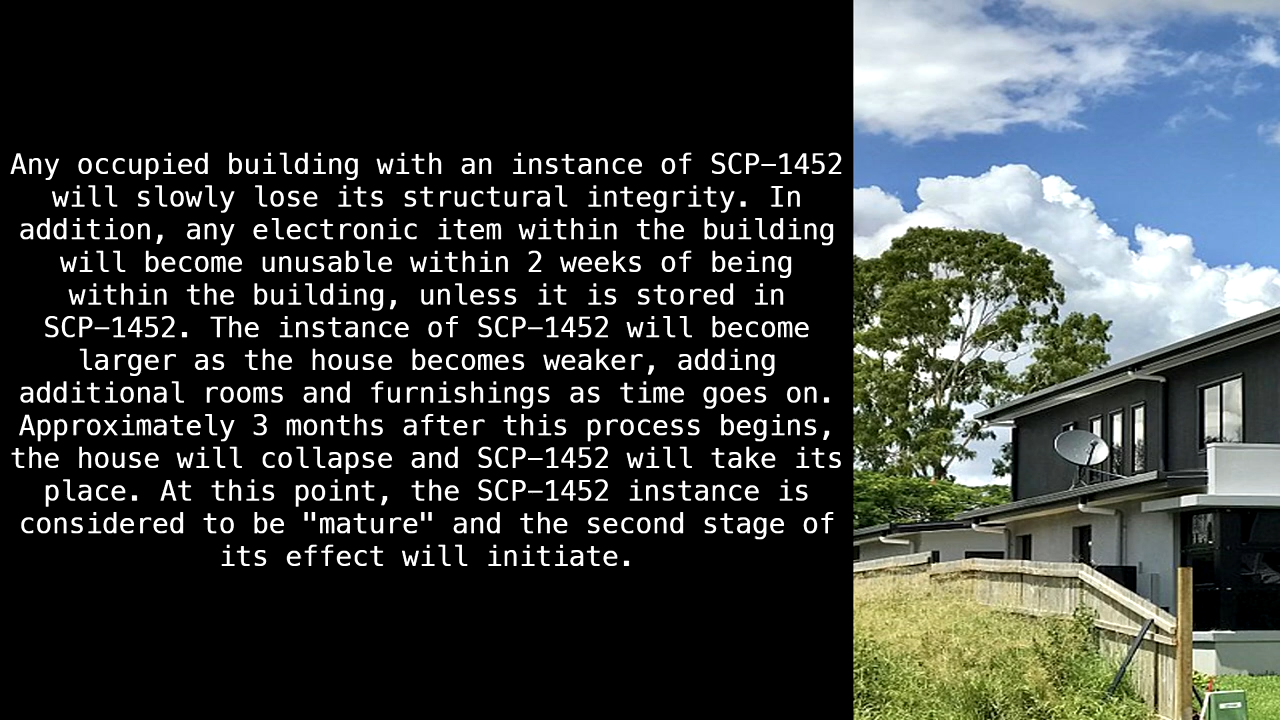 Any occupied building with an instance of SCP–1452
will slowly lose its structural integrity. In
addition, any electronic item within the building
will become unusable within 2 weeks of being
within the building, unless it is stored in
SCP–1452. The instance of SCP–1452 will become
larger as the house becomes weaker, adding
additional rooms and furnishings as time goes on.
Approximately 3 months after this process begins,
the house will collapse and SCP–1452 will take its
place. At this point, the SCP–1452 instance is
considered to be "mature" and the second stage of
its effect will initiate.